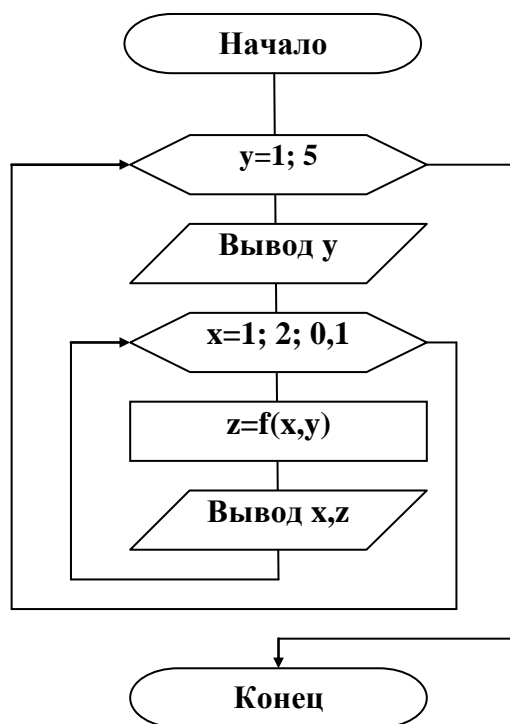 Начало
y=1; 5
Вывод y
x=1; 2; 0,1
z=f(x,y)
Вывод x,z
Конец